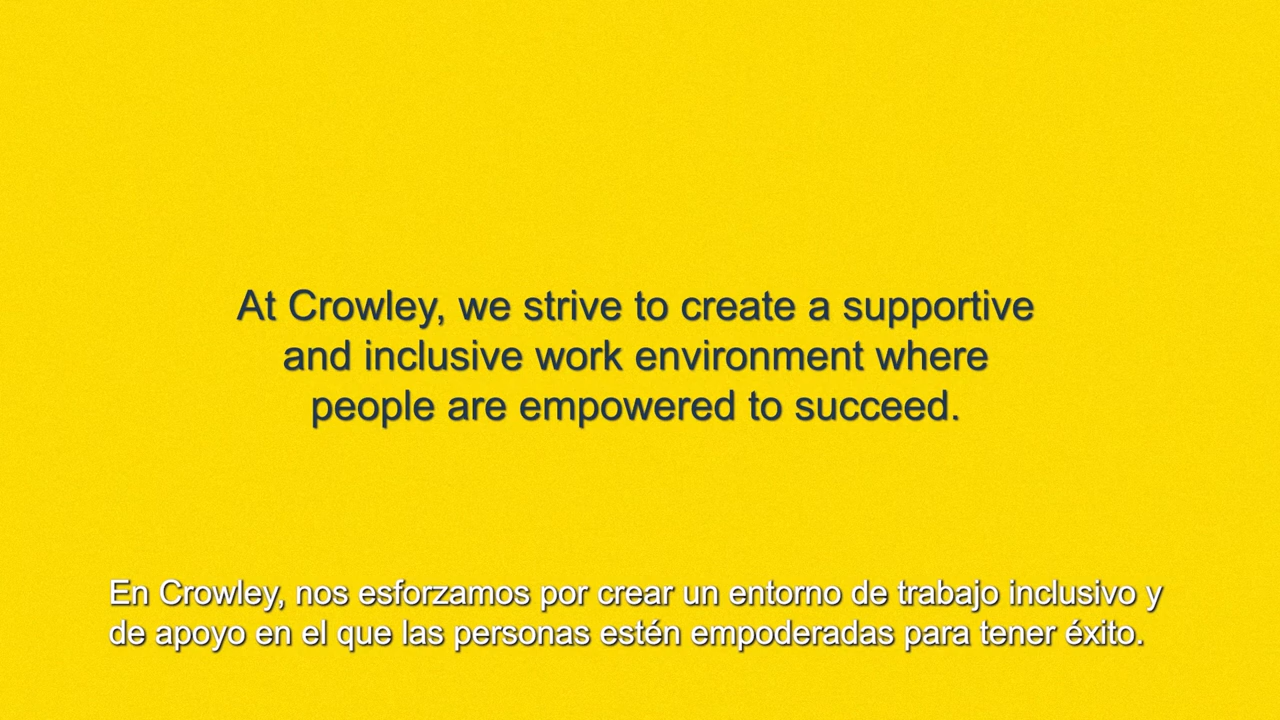 At Crowley, we strive to create a supportive
and inclusive work environment where
people are empowered to succeed.
En Crowley, nos esforzamos por crear un entorno de trabajo inclusivo y
de apoyo en el que las personas estén empoderadas para tener éxito.